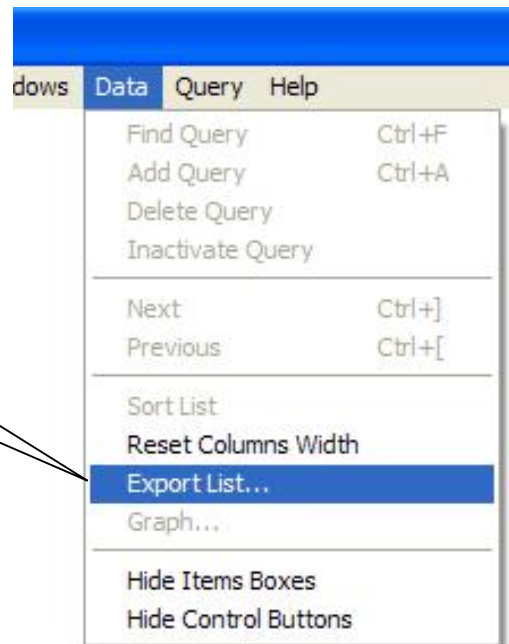 dows Data Query Help
Find Query Ctrl+F
Add Query Ctrl+A
Delete Query
Inactivate Query
Next Ctrl+]
Previous Ctrl+[
Sort List
Reset Columns Width
Export List...
Graph...
Hide Items Boxes
Hide Control Buttons